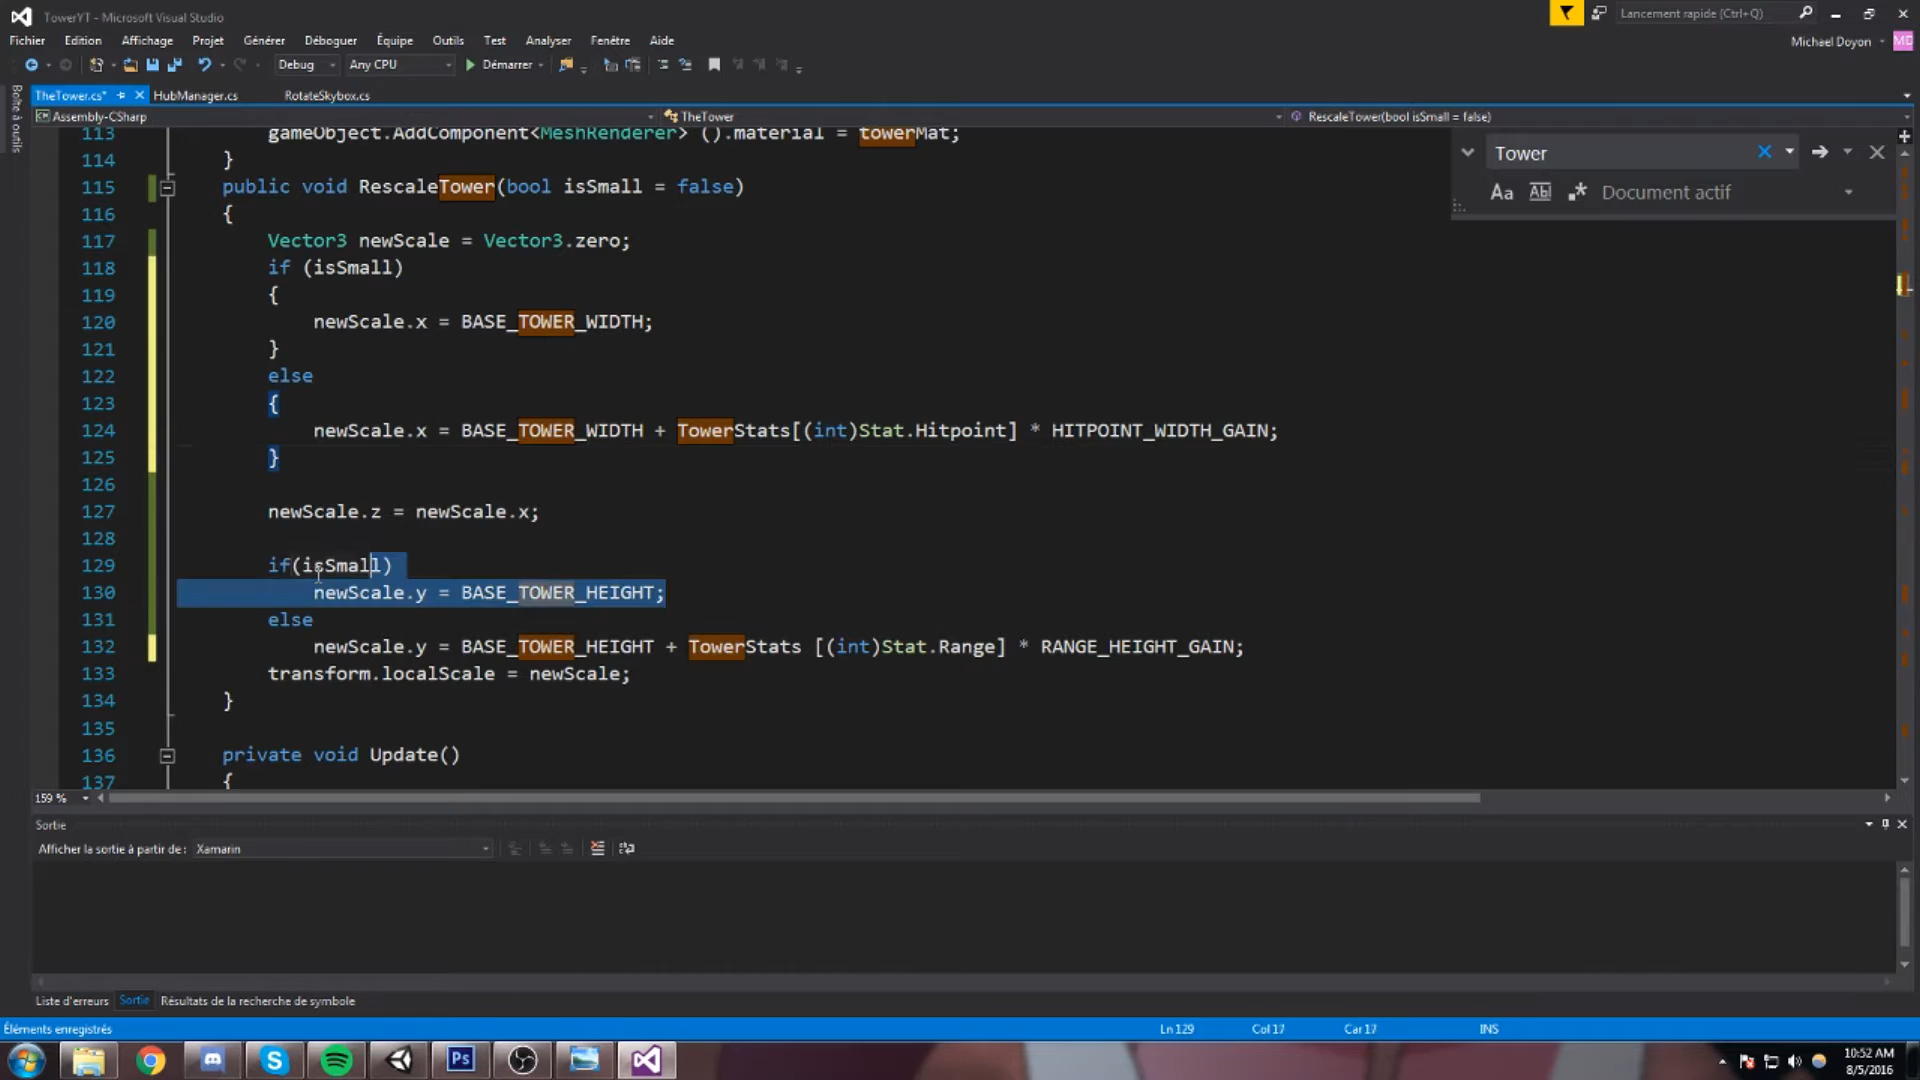 TowerYT - Microsoft Visual Studio
Lancement rapide (Ctrl+Q)
Fichier Edition Affichage Projet Générer Déboguer Équipe Outils Test Analyser Fenêtre Aide
Michael Doyon MD
Debug Any CPU Démarrer
Boîte à outils
TheTower.cs* HubManager.cs RotateSkybox.cs
Assembly-CSharp TheTower RescaleTower(bool isSmall = false)
Tower
Aa Abl Document actif
113 gameObject.AddComponent<MeshRenderer> ().material = towerMat;
114 }
115 public void RescaleTower(bool isSmall = false)
116 {
117 Vector3 newScale = Vector3.zero;
118 if (isSmall)
119 {
120 newScale.x = BASE_TOWER_WIDTH;
121 }
122 else
123 {
124 newScale.x = BASE_TOWER_WIDTH + TowerStats[(int)Stat.Hitpoint] * HITPOINT_WIDTH_GAIN;
125 }
126
127 newScale.z = newScale.x;
128
129 if(isSmall)
130 newScale.y = BASE_TOWER_HEIGHT;
131 else
132 newScale.y = BASE_TOWER_HEIGHT + TowerStats [(int)Stat.Range] * RANGE_HEIGHT_GAIN;
133 transform.localScale = newScale;
134 }
135
136 private void Update()
137 {
159 %
Sortie
Afficher la sortie à partir de : Xamarin
Liste d'erreurs Sortie Résultats de la recherche de symbole
Éléments enregistrés Ln 129 Col 17 Car 17 INS
Ps
10:52 AM
8/5/2016